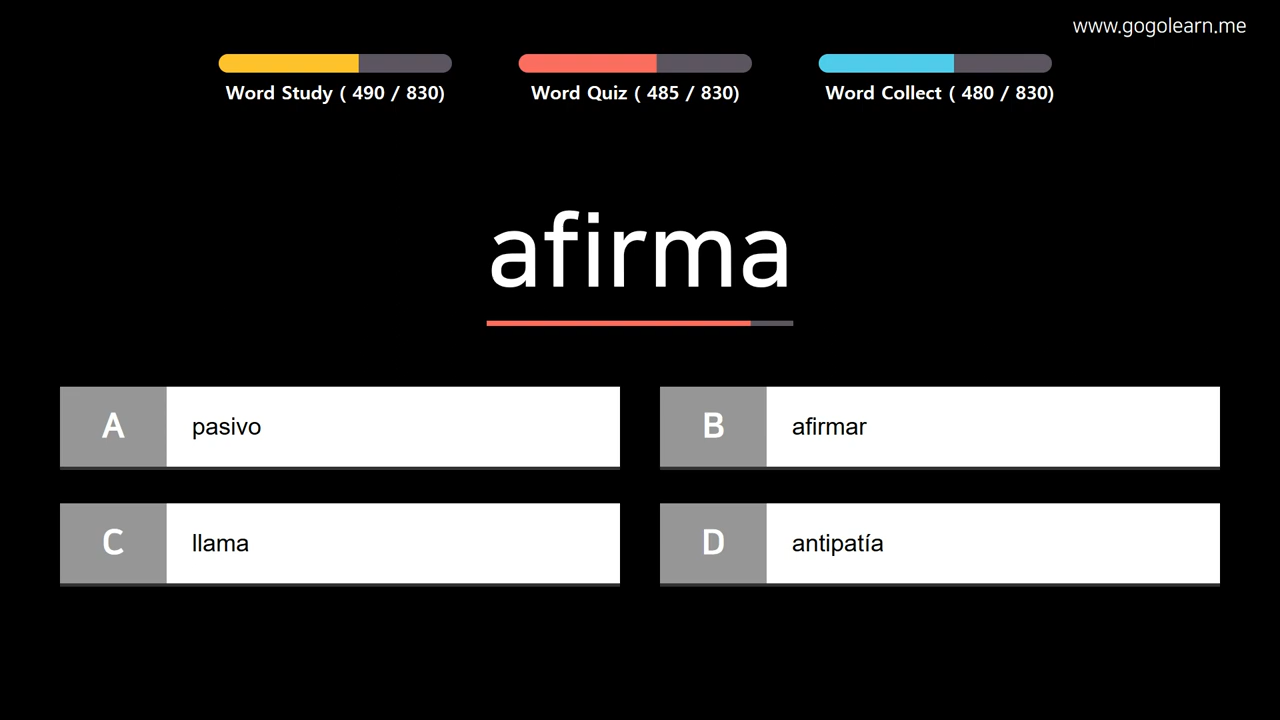 www.gogolearn.me
Word Study ( 490 / 830)
Word Quiz ( 485 / 830)
Word Collect ( 480 / 830)
afirma
A pasivo
B afirmar
C llama
D antipatía